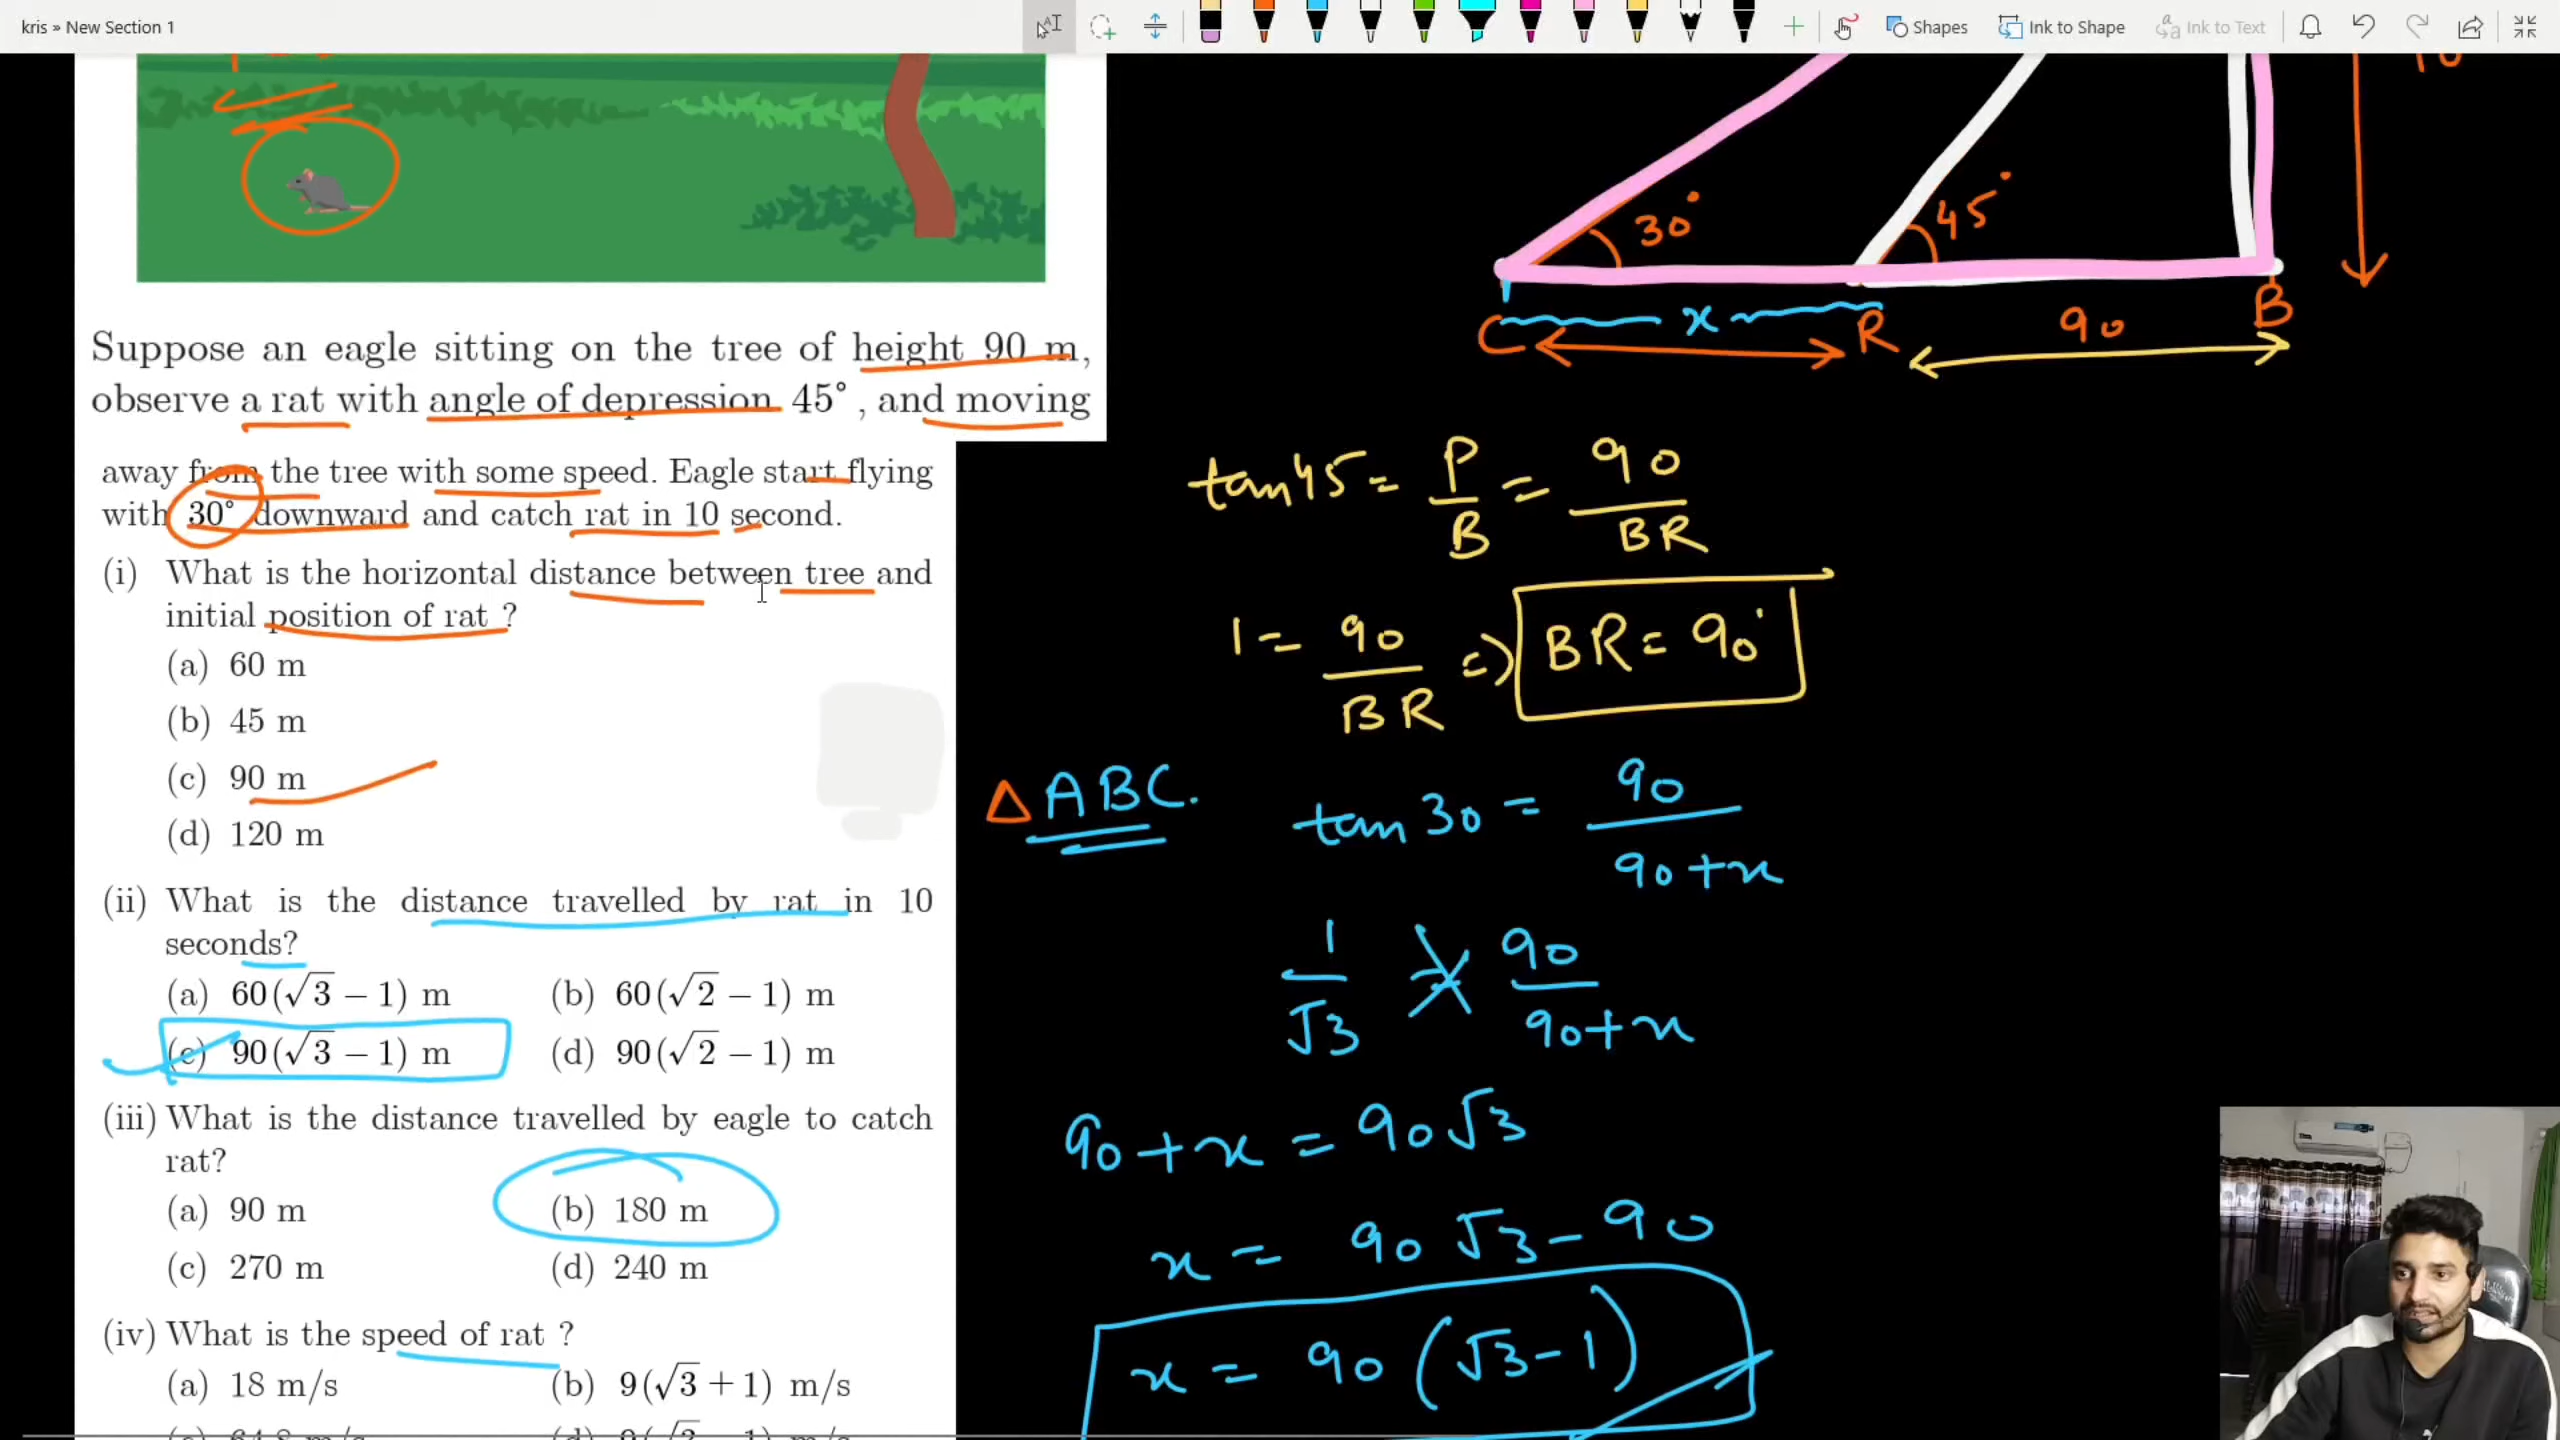 kris » New Section 1
Shapes
Ink to Shape
Ink to Text
Suppose an eagle sitting on the tree of height 90 m,
observe a rat with angle of depression 45°, and moving
away from the tree with some speed. Eagle start flying
with 30° downward and catch rat in 10 second.
(i) What is the horizontal distance between tree and
initial position of rat ?
(a) 60 m
(b) 45 m
(c) 90 m
(d) 120 m
(ii) What is the distance travelled by rat in 10
seconds?
(a) 60(√3 − 1) m (b) 60(√2 − 1) m
(c) 90(√3 − 1) m (d) 90(√2 − 1) m
(iii) What is the distance travelled by eagle to catch
rat?
(a) 90 m (b) 180 m
(c) 270 m (d) 240 m
(iv) What is the speed of rat ?
(a) 18 m/s (b) 9(√3 + 1) m/s
30°
45°
C x R 90 B
tan 45 = P/B = 90/BR
1 = 90/BR => BR = 90
△ ABC. tan 30 = 90/90+x
1/√3 = 90/90+x
90 + x = 90√3
x = 90√3 − 90
x = 90(√3 − 1)